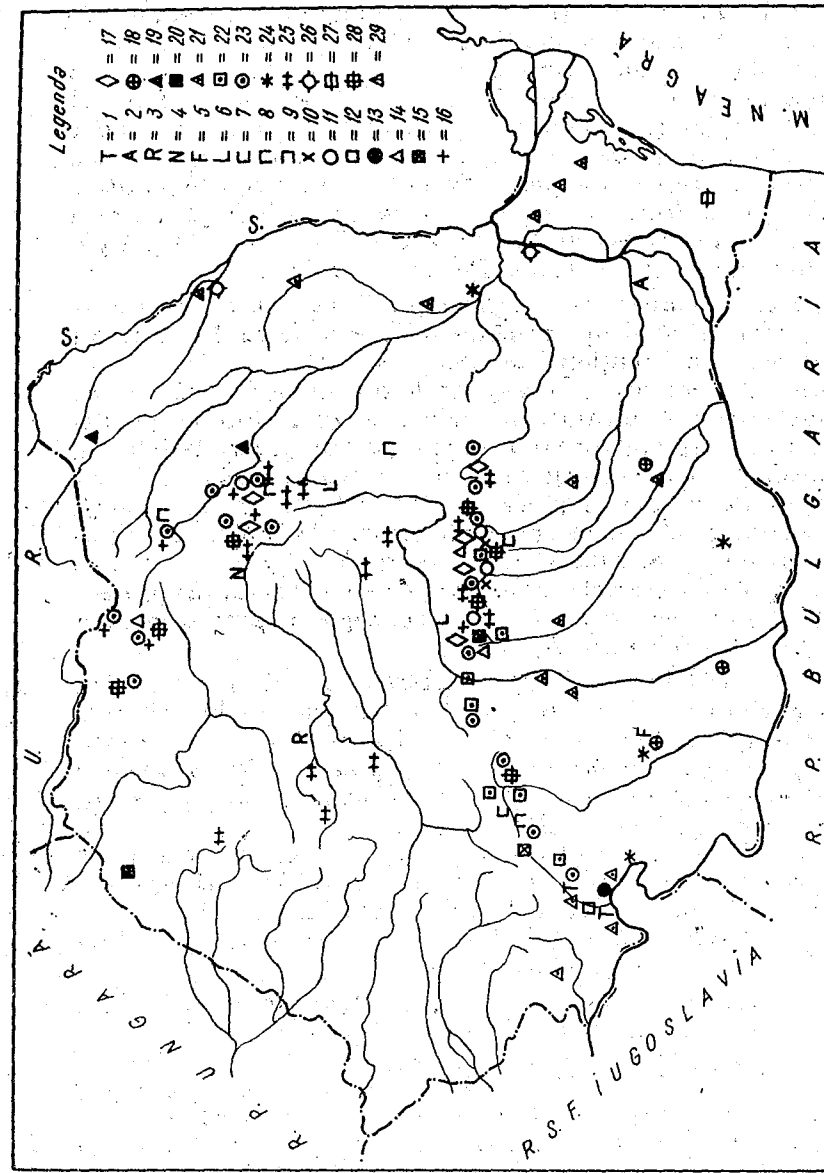 Legenda
T = 1 ◇ = 17
A = 2 ⊕ = 18
R = 3 ▲ = 19
N = 4 ■ = 20
F = 5 ◬ = 21
L = 6 ⊡ = 22
⊏ = 7 ⊙ = 23
⊓ = 8 * = 24
⊐ = 9 ‡ = 25
x = 10 = 26
○ = 11 = 27
□ = 12 = 28
● = 13 ◬ = 29
△ = 14
⊠ = 15
+ = 16
U. R. S. S.
R. P. UNGARĂ
R.S.F. IUGOSLAVIA
R. P. BULGARIA
M. NEAGRĂ
N
R
A
F
T
T